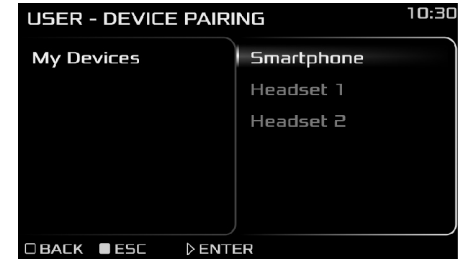 USER - DEVICE PAIRING 10:30
My Devices Smartphone
Headset 1
Headset 2
BACK ESC ENTER